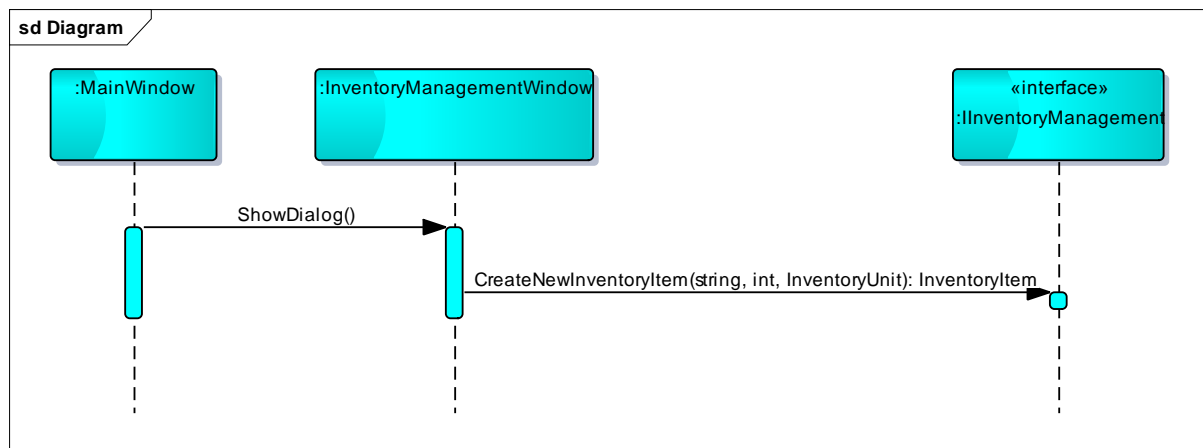 sd Diagram
:MainWindow
:InventoryManagementWindow
«interface»
:IInventoryManagement
ShowDialog()
CreateNewInventoryItem(string, int, InventoryUnit): InventoryItem